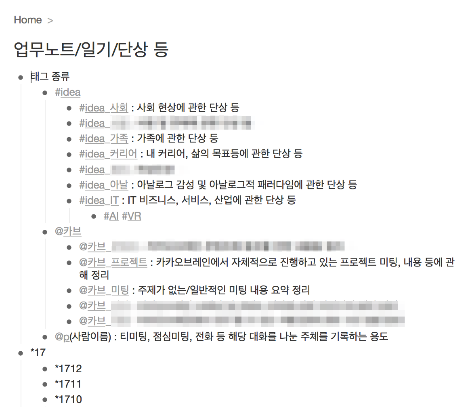 Home >
업무노트/일기/단상 등
태그 종류
#idea
#idea_사회 : 사회 현상에 관한 단상 등
#idea_
#idea_가족 : 가족에 관한 단상 등
#idea_커리어 : 내 커리어, 삶의 목표등에 관한 단상 등
#idea_
#idea_아날 : 아날로그 감성 및 아날로그적 패러다임에 관한 단상 등
#idea_IT : IT 비즈니스, 서비스, 산업에 관한 단상 등
#AI #VR
@카브
@카브_
@카브_프로젝트 : 카카오브레인에서 자체적으로 진행하고 있는 프로젝트 미팅, 내용 등에 관
해 정리
@카브_미팅 : 주제가 없는/일반적인 미팅 내용 요약 정리
@카브_
@카브_
@p(사람이름) : 티미팅, 점심미팅, 전화 등 해당 대화를 나눈 주체를 기록하는 용도
*17
*1712
*1711
*1710